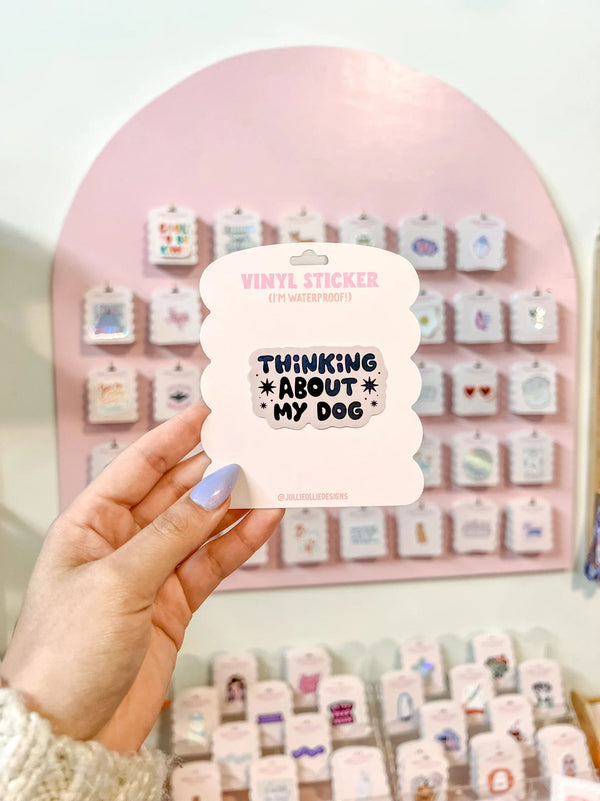 VINYL STICKER
(I'M WATERPROOF!)
THiNKiNG
ABOUT
MY DOG
@JOLLIEOLLIEDESIGNS